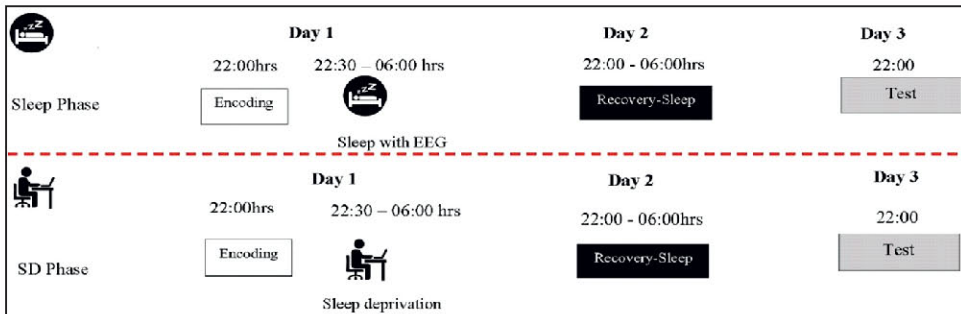 Day 1 Day 2 Day 3
22:00hrs 22:30 – 06:00 hrs 22:00 - 06:00hrs 22:00
Sleep Phase Encoding Recovery-Sleep Test
Sleep with EEG
Day 1 Day 2 Day 3
22:00hrs 22:30 – 06:00 hrs 22:00 - 06:00hrs 22:00
SD Phase Encoding Recovery-Sleep Test
Sleep deprivation